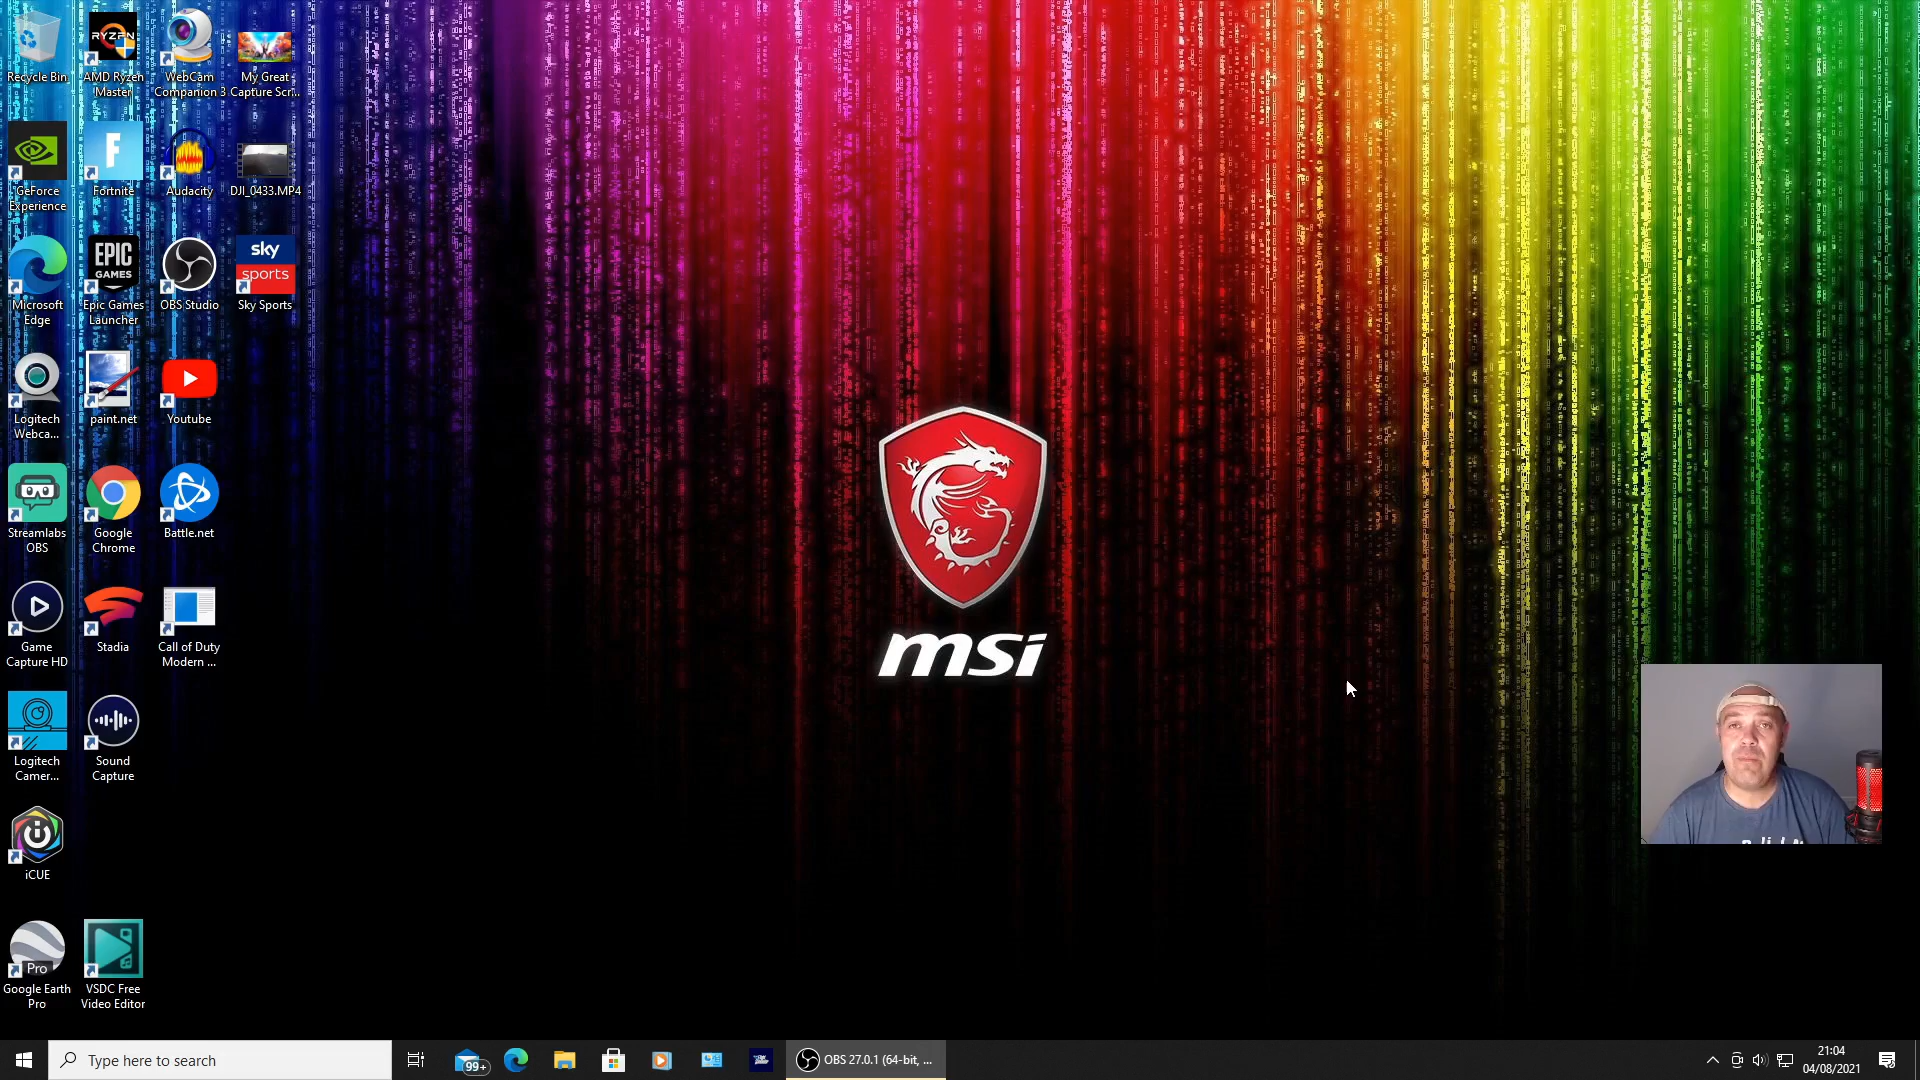 Recycle Bin
RYZEN
AMD Ryzen
Master
WebCam
Companion 3
My Great
Capture Scr...
GeForce
Experience
F
Fortnite
Audacity
DJI_0433.MP4
Microsoft
Edge
EPIC
GAMES
Epic Games
Launcher
OBS Studio
sky
sports
Sky Sports
Logitech
Webca...
paint.net
Youtube
Streamlabs
OBS
Google
Chrome
Battle.net
Game
Capture HD
Stadia
Call of Duty
Modern ...
Logitech
Camer...
Sound
Capture
iCUE
Pro
Google Earth
Pro
VSDC Free
Video Editor
msi
Type here to search
99+
OBS 27.0.1 (64-bit, ...
21:04
04/08/2021